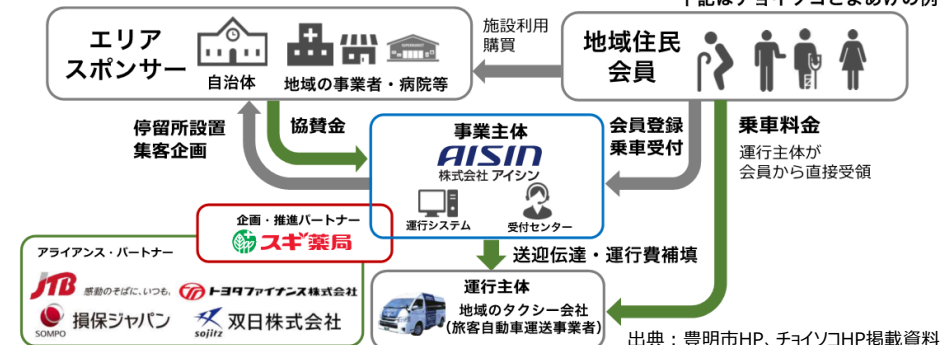 下記はチョイソコとよあけの例
エリア
スポンサー
自治体
地域の事業者・病院等
施設利用
購買
地域住民
会員
停留所設置
集客企画
協賛金
事業主体
AISIN
株式会社 アイシン
運行システム
受付センター
会員登録
乗車受付
乗車料金
運行主体が
会員から直接受領
企画・推進パートナー
スギ薬局
アライアンス・パートナー
JTB 感動のそばに、いつも。
トヨタファイナンス株式会社
SOMPO 損保ジャパン
sojitz 双日株式会社
送迎伝達・運行費補填
運行主体
地域のタクシー会社
(旅客自動車運送事業者)
出典：豊明市HP、チョイソコHP掲載資料